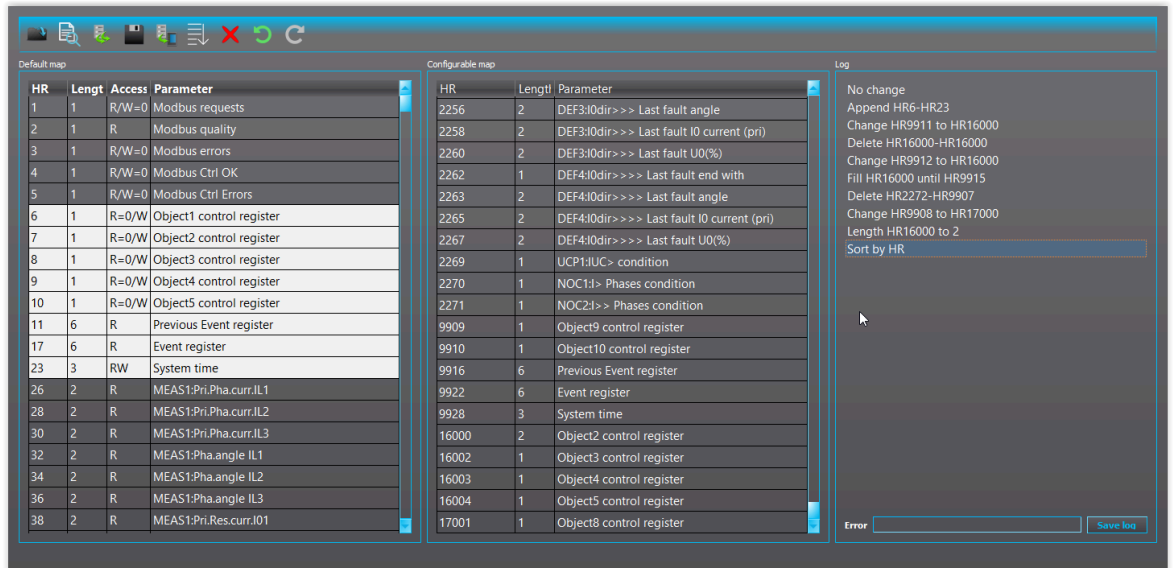 Default map
HR Lengt Access Parameter
1 1 R/W=0 Modbus requests
2 1 R Modbus quality
3 1 R/W=0 Modbus errors
4 1 R/W=0 Modbus Ctrl OK
5 1 R/W=0 Modbus Ctrl Errors
6 1 R=0/W Object1 control register
7 1 R=0/W Object2 control register
8 1 R=0/W Object3 control register
9 1 R=0/W Object4 control register
10 1 R=0/W Object5 control register
11 6 R Previous Event register
17 6 R Event register
23 3 RW System time
26 2 R MEAS1:Pri.Pha.curr.IL1
28 2 R MEAS1:Pri.Pha.curr.IL2
30 2 R MEAS1:Pri.Pha.curr.IL3
32 2 R MEAS1:Pha.angle IL1
34 2 R MEAS1:Pha.angle IL2
36 2 R MEAS1:Pha.angle IL3
38 2 R MEAS1:Pri.Res.curr.I01
Configurable map
HR Lengtl Parameter
2256 2 DEF3:I0dir>>> Last fault angle
2258 2 DEF3:I0dir>>> Last fault I0 current (pri)
2260 2 DEF3:I0dir>>> Last fault U0(%)
2262 1 DEF4:I0dir>>>> Last fault end with
2263 2 DEF4:I0dir>>>> Last fault angle
2265 2 DEF4:I0dir>>>> Last fault I0 current (pri)
2267 2 DEF4:I0dir>>>> Last fault U0(%)
2269 1 UCP1:IUC> condition
2270 1 NOC1:I> Phases condition
2271 1 NOC2:I>> Phases condition
9909 1 Object9 control register
9910 1 Object10 control register
9916 6 Previous Event register
9922 6 Event register
9928 3 System time
16000 2 Object2 control register
16002 1 Object3 control register
16003 1 Object4 control register
16004 1 Object5 control register
17001 1 Object8 control register
Log
No change
Append HR6-HR23
Change HR9911 to HR16000
Delete HR16000-HR16000
Change HR9912 to HR16000
Fill HR16000 until HR9915
Delete HR2272-HR9907
Change HR9908 to HR17000
Length HR16000 to 2
Sort by HR
Error
Save log